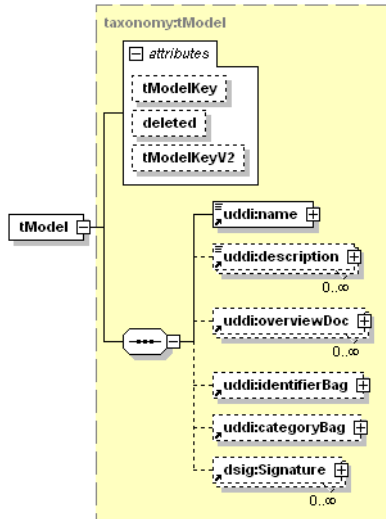 taxonomy:tModel
attributes
tModelKey
deleted
tModelKeyV2
tModel
uddi:name
uddi:description
0..∞
uddi:overviewDoc
0..∞
uddi:identifierBag
uddi:categoryBag
dsig:Signature
0..∞